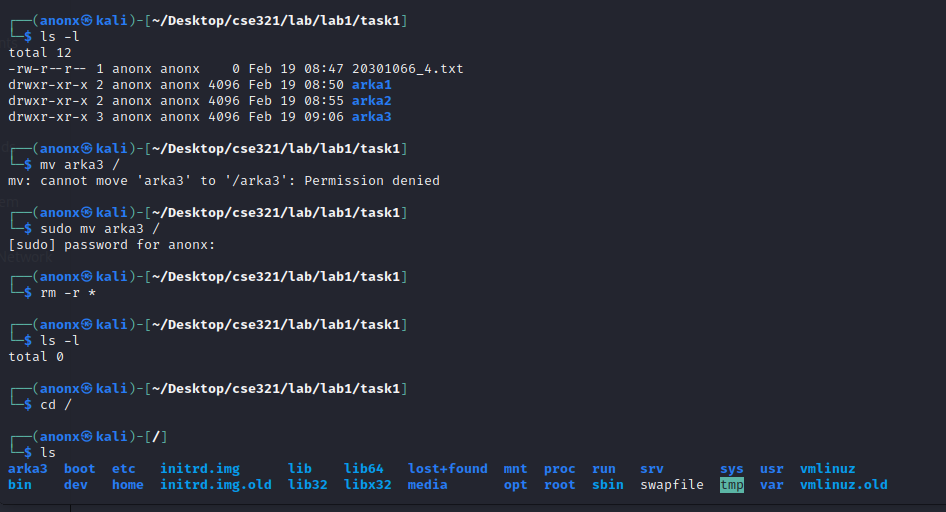 ┌──(anonx㉿kali)-[~/Desktop/cse321/lab/lab1/task1]
└─$ ls -l
total 12
-rw-r--r-- 1 anonx anonx    0 Feb 19 08:47 20301066_4.txt
drwxr-xr-x 2 anonx anonx 4096 Feb 19 08:50 arka1
drwxr-xr-x 2 anonx anonx 4096 Feb 19 08:55 arka2
drwxr-xr-x 3 anonx anonx 4096 Feb 19 09:06 arka3
┌──(anonx㉿kali)-[~/Desktop/cse321/lab/lab1/task1]
└─$ mv arka3 /
mv: cannot move 'arka3' to '/arka3': Permission denied
┌──(anonx㉿kali)-[~/Desktop/cse321/lab/lab1/task1]
└─$ sudo mv arka3 /
[sudo] password for anonx:
┌──(anonx㉿kali)-[~/Desktop/cse321/lab/lab1/task1]
└─$ rm -r *
┌──(anonx㉿kali)-[~/Desktop/cse321/lab/lab1/task1]
└─$ ls -l
total 0
┌──(anonx㉿kali)-[~/Desktop/cse321/lab/lab1/task1]
└─$ cd /
┌──(anonx㉿kali)-[/]
└─$ ls
arka3  boot  etc   initrd.img      lib    lib64   lost+found  mnt  proc  run   srv       sys  usr  vmlinuz
bin    dev   home  initrd.img.old  lib32  libx32  media       opt  root  sbin  swapfile  tmp  var  vmlinuz.old